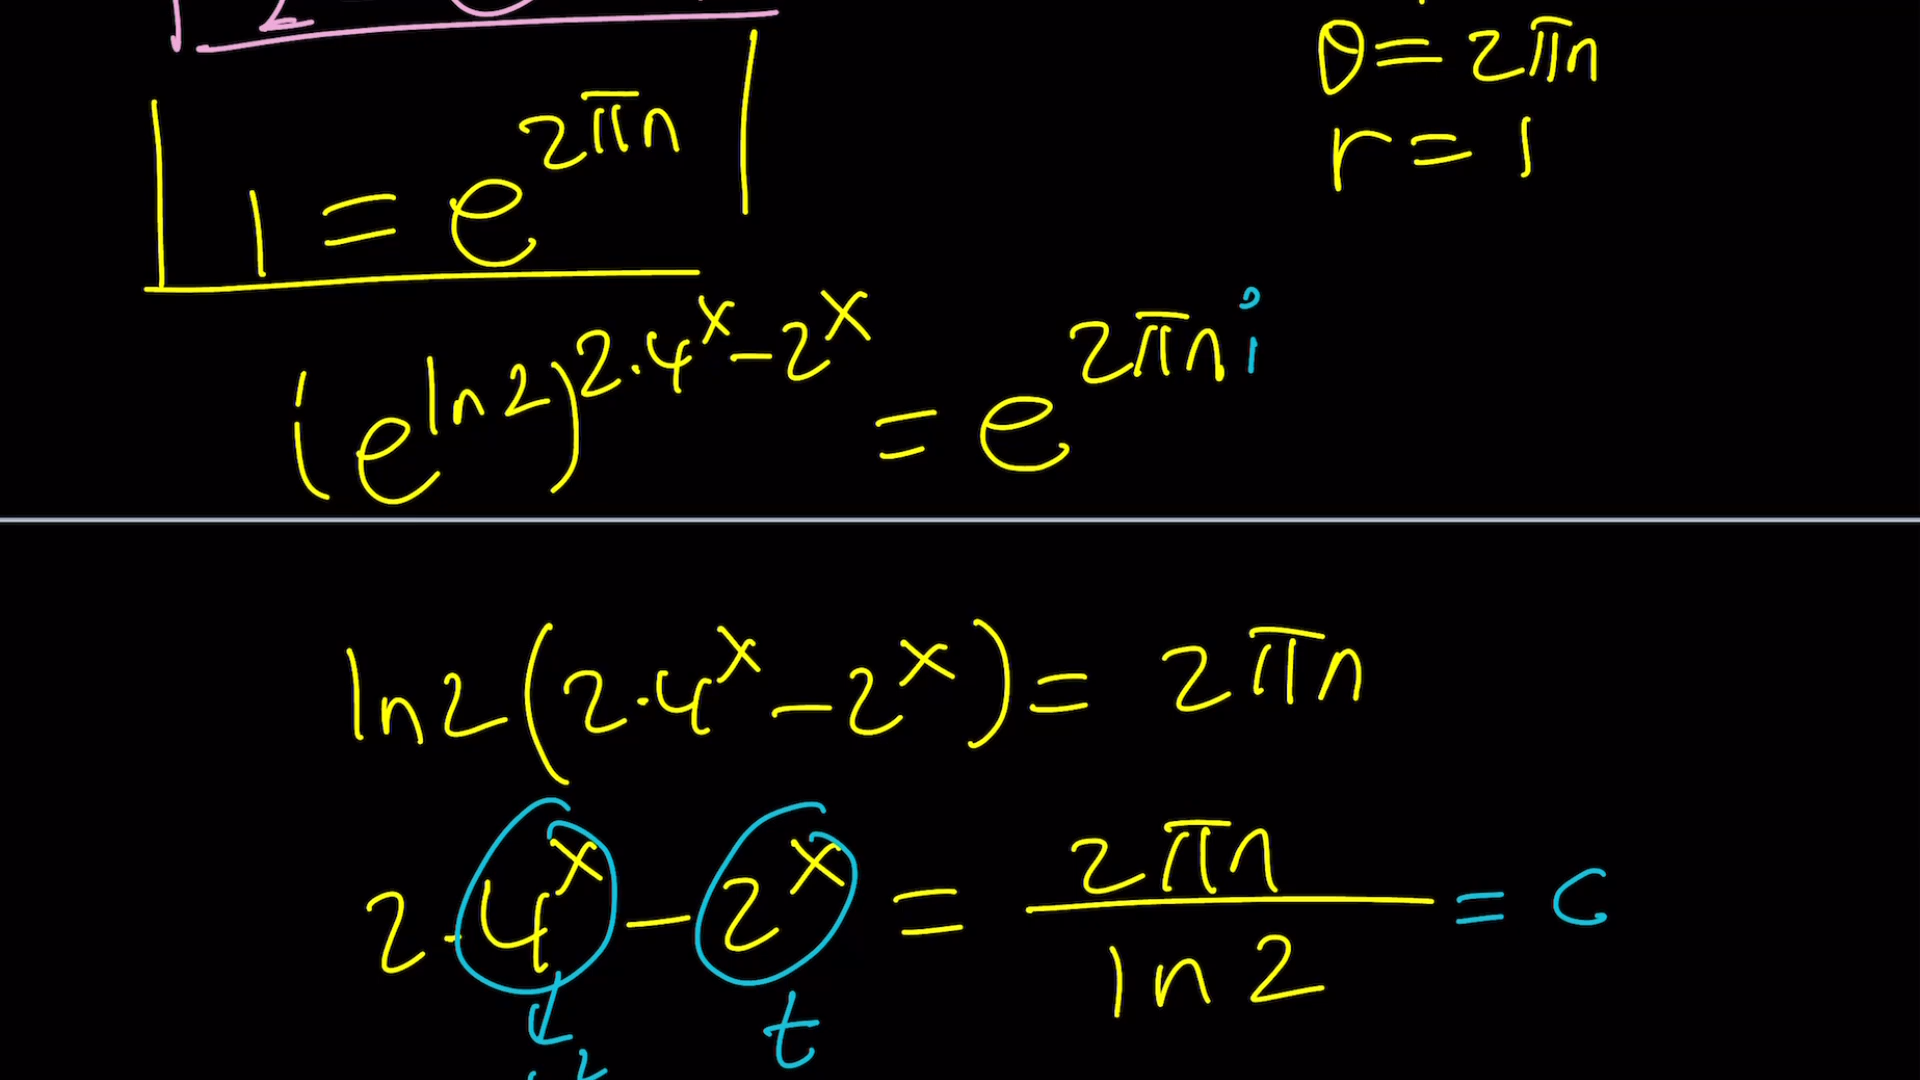 θ = 2πn
r = 1
1 = e^{2πn}
(e^{ln2})^{2·4^x - 2^x} = e^{2πni}
ln2(2·4^x - 2^x) = 2πn
2·4^x - 2^x = \frac{2πn}{ln2} = c
t